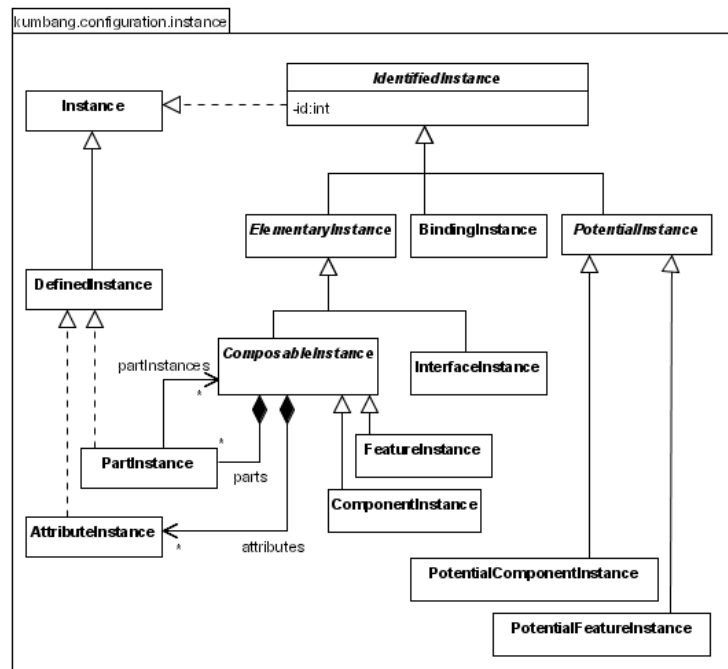 kumbang.configuration.instance
IdentifiedInstance
Instance
-id:int
ElementaryInstance
BindingInstance
PotentialInstance
DefinedInstance
ComposableInstance
partInstances
InterfaceInstance
*
*
FeatureInstance
PartInstance
parts
ComponentInstance
AttributeInstance
*
attributes
PotentialComponentInstance
PotentialFeatureInstance